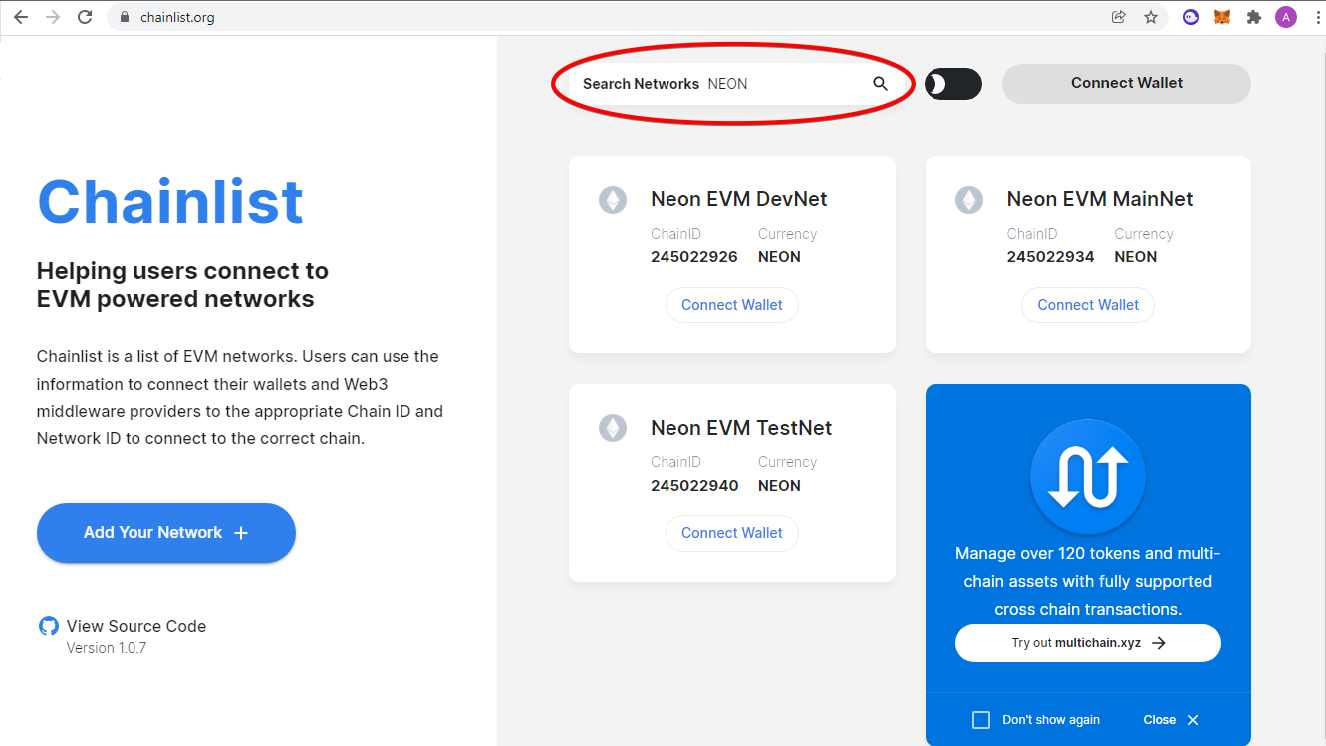 chainlist.org
A
Search Networks NEON
Connect Wallet
Chainlist
Helping users connect to
EVM powered networks
Chainlist is a list of EVM networks. Users can use the
information to connect their wallets and Web3
middleware providers to the appropriate Chain ID and
Network ID to connect to the correct chain.
Add Your Network +
View Source Code
Version 1.0.7
Neon EVM DevNet
ChainID Currency
245022926 NEON
Connect Wallet
Neon EVM MainNet
ChainID Currency
245022934 NEON
Connect Wallet
Neon EVM TestNet
ChainID Currency
245022940 NEON
Connect Wallet
Manage over 120 tokens and multi-
chain assets with fully supported
cross chain transactions.
Try out multichain.xyz
Don't show again
Close